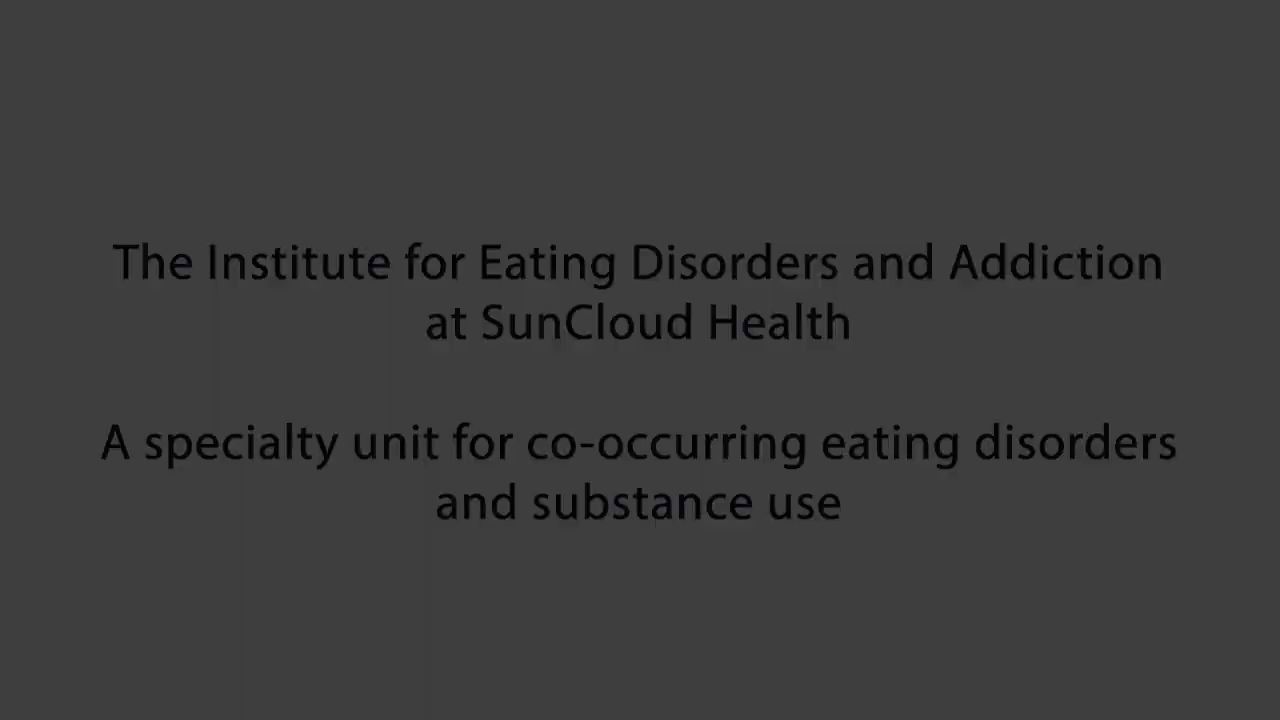 The Institute for Eating Disorders and Addiction
at SunCloud Health
A specialty unit for co-occurring eating disorders
and substance use